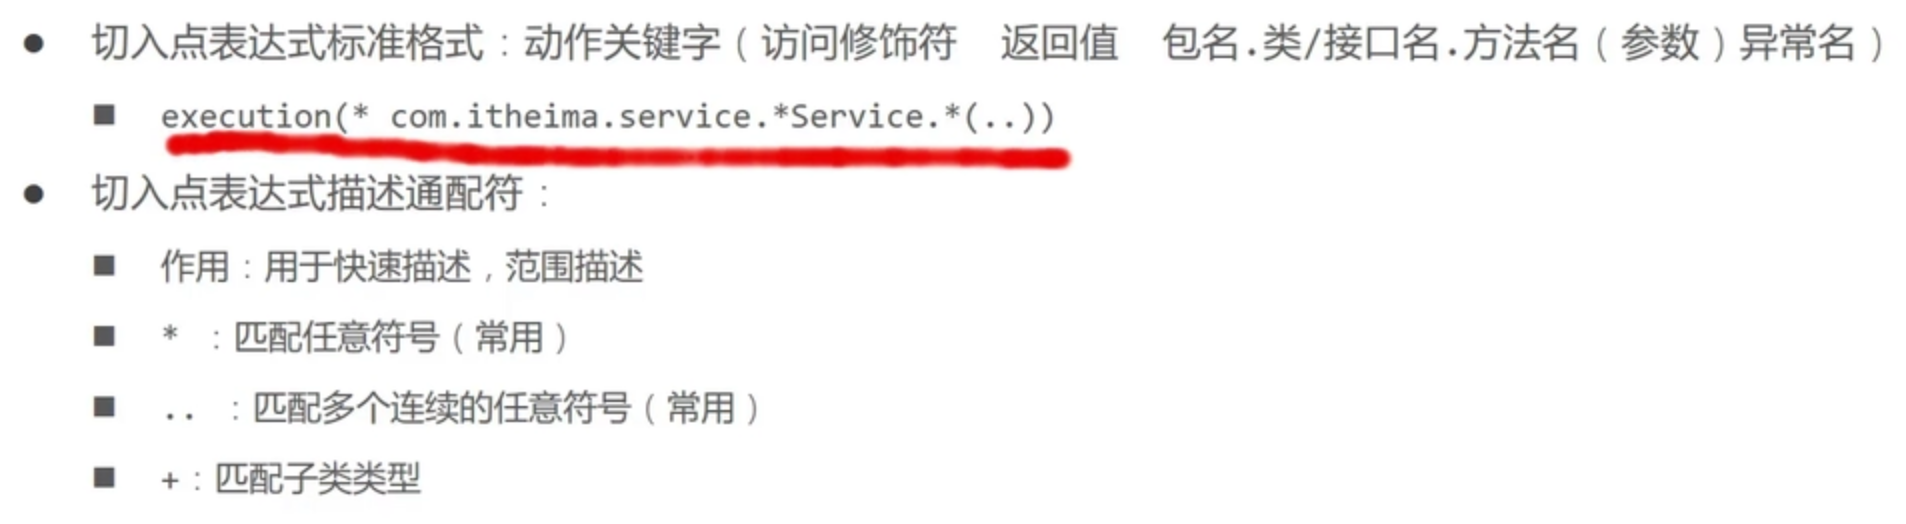 ● 切入点表达式标准格式：动作关键字（访问修饰符 返回值 包名.类/接口名.方法名（参数）异常名）
■ execution(* com.itheima.service.*Service.*(..))
● 切入点表达式描述通配符：
■ 作用：用于快速描述，范围描述
■ * ：匹配任意符号（常用）
■ .. ：匹配多个连续的任意符号（常用）
■ +：匹配子类类型